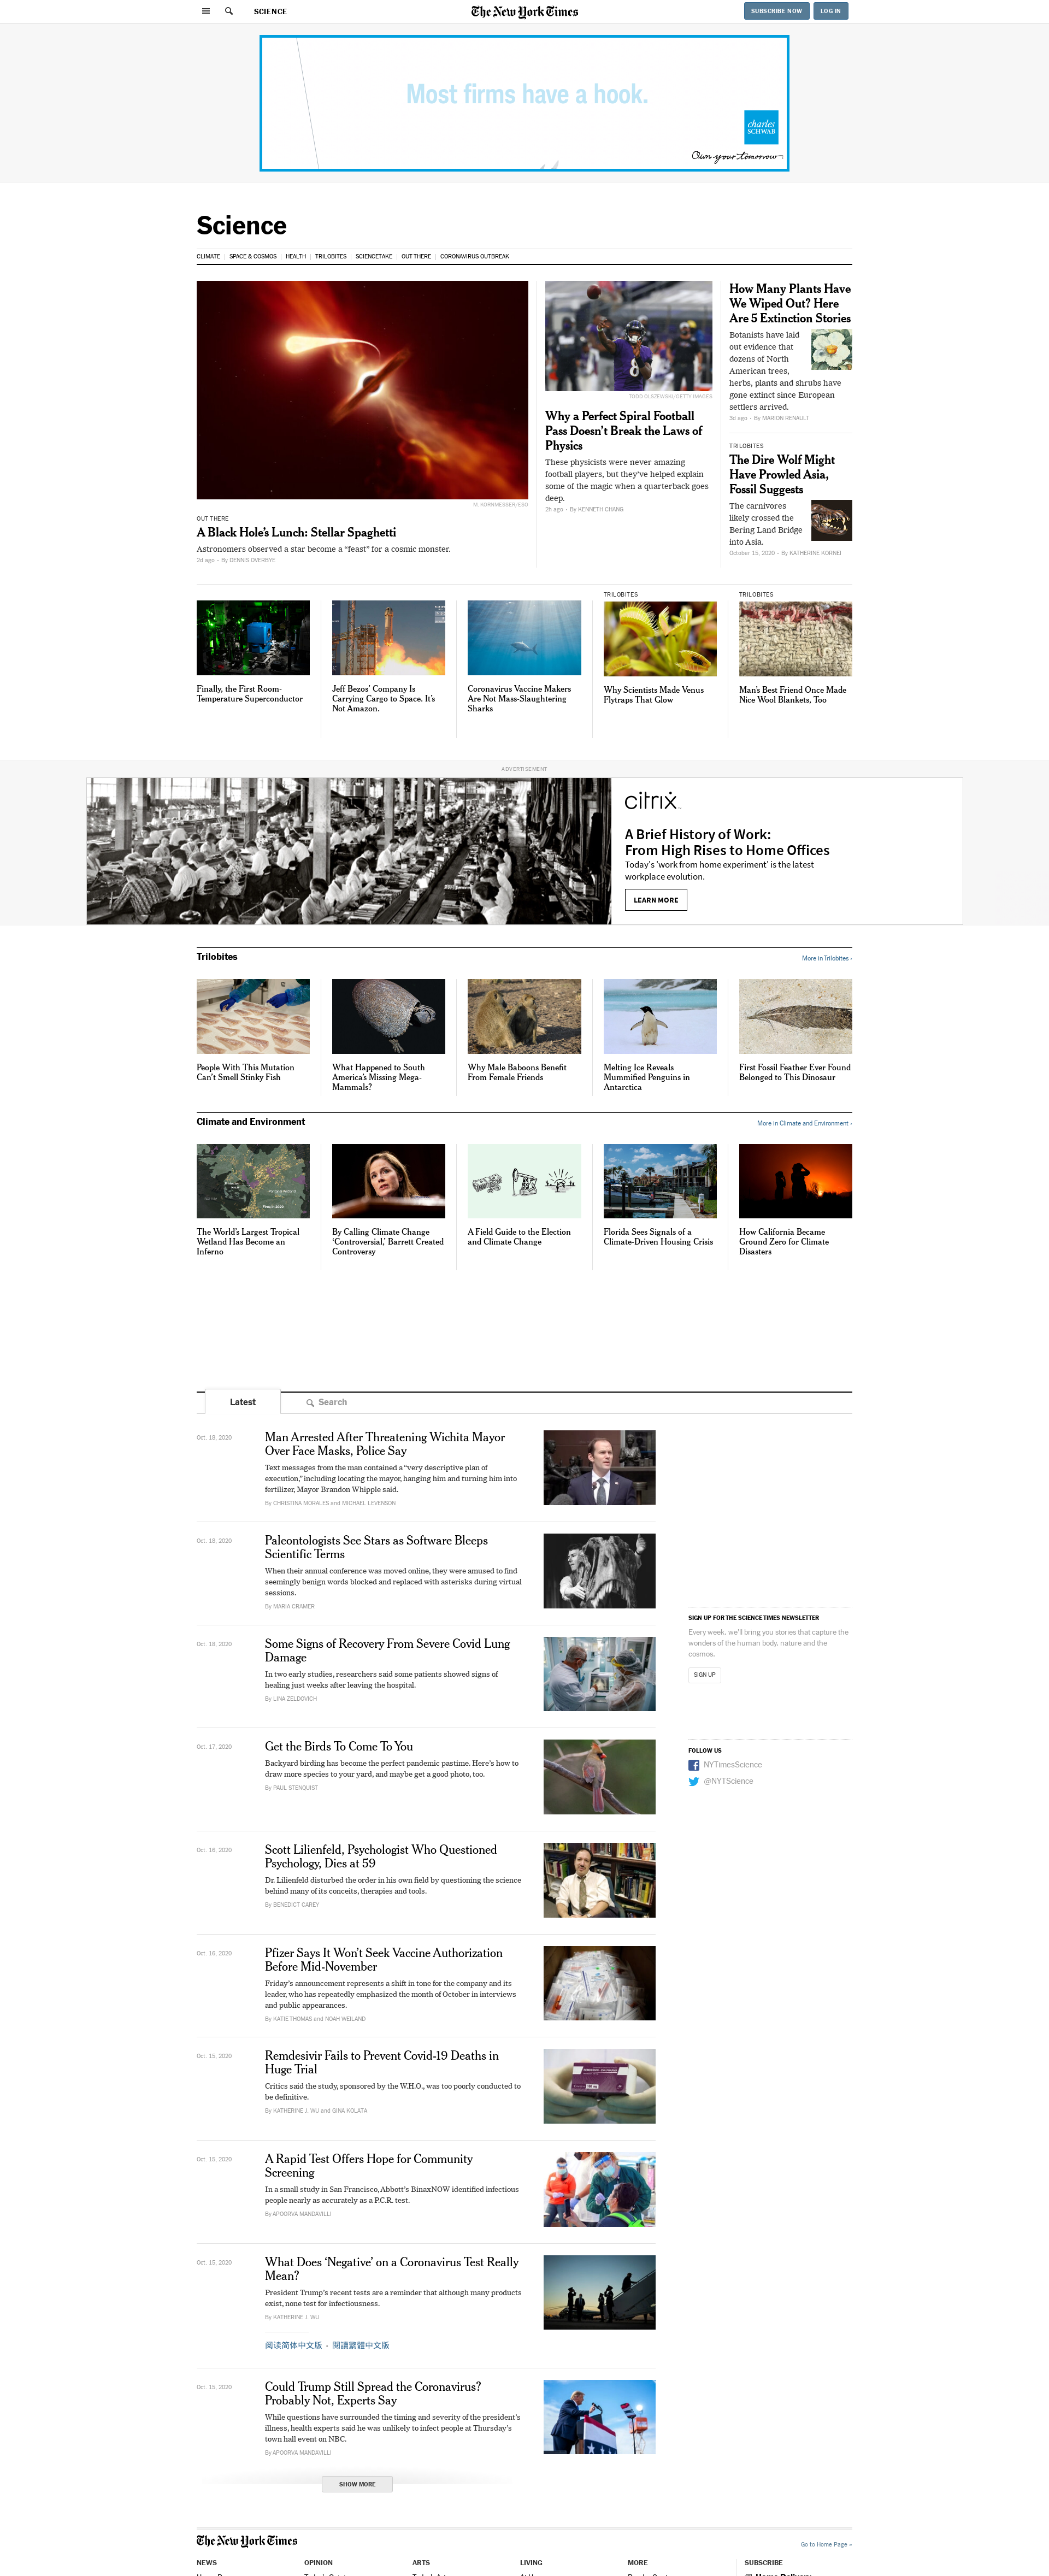 SCIENCE
The New York Times
SUBSCRIBE NOW
LOG IN
Most firms have a hook.
charles
SCHWAB
Own your tomorrow
Science
CLIMATE
SPACE & COSMOS
HEALTH
TRILOBITES
SCIENCETAKE
OUT THERE
CORONAVIRUS OUTBREAK
M. KORNMESSER/ESO
OUT THERE
A Black Hole's Lunch: Stellar Spaghetti
Astronomers observed a star become a “feast” for a cosmic monster.
2d ago • By DENNIS OVERBYE
TODD OLSZEWSKI/GETTY IMAGES
Why a Perfect Spiral Football
Pass Doesn't Break the Laws of
Physics
These physicists were never amazing
football players, but they've helped explain
some of the magic when a quarterback goes
deep.
2h ago • By KENNETH CHANG
How Many Plants Have
We Wiped Out? Here
Are 5 Extinction Stories
Botanists have laid
out evidence that
dozens of North
American trees,
herbs, plants and shrubs have
gone extinct since European
settlers arrived.
3d ago • By MARION RENAULT
TRILOBITES
The Dire Wolf Might
Have Prowled Asia,
Fossil Suggests
The carnivores
likely crossed the
Bering Land Bridge
into Asia.
October 15, 2020 • By KATHERINE KORNEI
Finally, the First Room-
Temperature Superconductor
Jeff Bezos' Company Is
Carrying Cargo to Space. It's
Not Amazon.
Coronavirus Vaccine Makers
Are Not Mass-Slaughtering
Sharks
TRILOBITES
Why Scientists Made Venus
Flytraps That Glow
TRILOBITES
Man's Best Friend Once Made
Nice Wool Blankets, Too
ADVERTISEMENT
citrix
A Brief History of Work:
From High Rises to Home Offices
Today's 'work from home experiment' is the latest
workplace evolution.
LEARN MORE
Trilobites
More in Trilobites ›
People With This Mutation
Can't Smell Stinky Fish
What Happened to South
America's Missing Mega-
Mammals?
Why Male Baboons Benefit
From Female Friends
Melting Ice Reveals
Mummified Penguins in
Antarctica
First Fossil Feather Ever Found
Belonged to This Dinosaur
Climate and Environment
More in Climate and Environment ›
The World's Largest Tropical
Wetland Has Become an
Inferno
By Calling Climate Change
‘Controversial,’ Barrett Created
Controversy
A Field Guide to the Election
and Climate Change
Florida Sees Signals of a
Climate-Driven Housing Crisis
How California Became
Ground Zero for Climate
Disasters
Latest
Search
Oct. 18, 2020
Man Arrested After Threatening Wichita Mayor
Over Face Masks, Police Say
Text messages from the man contained a “very descriptive plan of
execution,” including locating the mayor, hanging him and turning him into
fertilizer, Mayor Brandon Whipple said.
By CHRISTINA MORALES and MICHAEL LEVENSON
Oct. 18, 2020
Paleontologists See Stars as Software Bleeps
Scientific Terms
When their annual conference was moved online, they were amused to find
seemingly benign words blocked and replaced with asterisks during virtual
sessions.
By MARIA CRAMER
Oct. 18, 2020
Some Signs of Recovery From Severe Covid Lung
Damage
In two early studies, researchers said some patients showed signs of
healing just weeks after leaving the hospital.
By LINA ZELDOVICH
Oct. 17, 2020
Get the Birds To Come To You
Backyard birding has become the perfect pandemic pastime. Here's how to
draw more species to your yard, and maybe get a good photo, too.
By PAUL STENQUIST
Oct. 16, 2020
Scott Lilienfeld, Psychologist Who Questioned
Psychology, Dies at 59
Dr. Lilienfeld disturbed the order in his own field by questioning the science
behind many of its conceits, therapies and tools.
By BENEDICT CAREY
Oct. 16, 2020
Pfizer Says It Won't Seek Vaccine Authorization
Before Mid-November
Friday's announcement represents a shift in tone for the company and its
leader, who has repeatedly emphasized the month of October in interviews
and public appearances.
By KATIE THOMAS and NOAH WEILAND
Oct. 15, 2020
Remdesivir Fails to Prevent Covid-19 Deaths in
Huge Trial
Critics said the study, sponsored by the W.H.O., was too poorly conducted to
be definitive.
By KATHERINE J. WU and GINA KOLATA
Oct. 15, 2020
A Rapid Test Offers Hope for Community
Screening
In a small study in San Francisco, Abbott's BinaxNOW identified infectious
people nearly as accurately as a P.C.R. test.
By APOORVA MANDAVILLI
Oct. 15, 2020
What Does ‘Negative’ on a Coronavirus Test Really
Mean?
President Trump's recent tests are a reminder that although many products
exist, none test for infectiousness.
By KATHERINE J. WU
阅读简体中文版 • 閱讀繁體中文版
Oct. 15, 2020
Could Trump Still Spread the Coronavirus?
Probably Not, Experts Say
While questions have surrounded the timing and severity of the president's
illness, health experts said he was unlikely to infect people at Thursday's
town hall event on NBC.
By APOORVA MANDAVILLI
SHOW MORE
SIGN UP FOR THE SCIENCE TIMES NEWSLETTER
Every week, we'll bring you stories that capture the
wonders of the human body, nature and the
cosmos.
SIGN UP
FOLLOW US
NYTimesScience
@NYTScience
The New York Times
Go to Home Page »
NEWS
OPINION
ARTS
LIVING
MORE
SUBSCRIBE